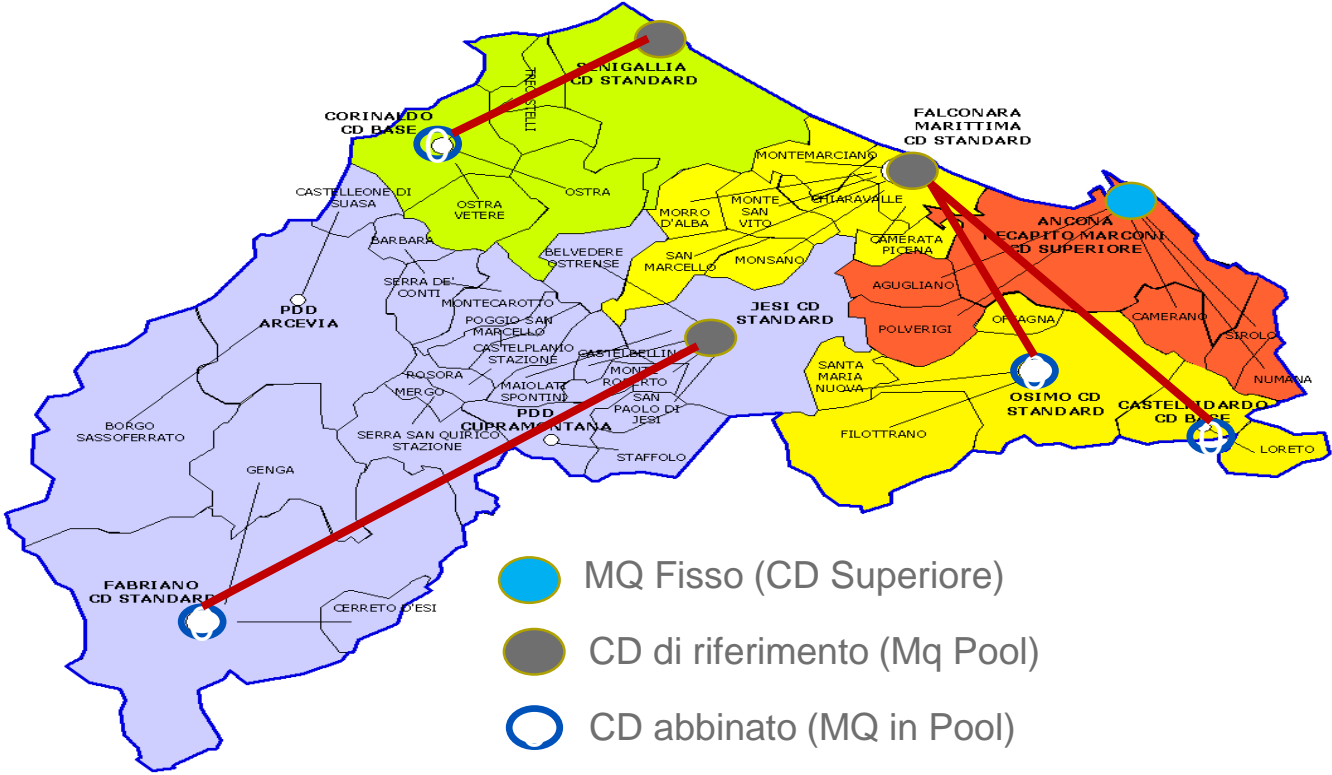 SENIGALLIA
CD STANDARD
TRECASTELLI
CORINALDO
CD BASE
FALCONARA
MARITTIMA
CD STANDARD
MONTEMARCIANO
CASTELLEONE DI
SUASA
OSTRA
OSTRA
VETERE
CHIARAVALLE
MONTE
SAN
VITO
MORRO
D'ALBA
ANCONA
RECAPITO MARCONI
CD SUPERIORE
BARBARA
BELVEDERE
OSTRENSE
CAMERATA
PICENA
SAN
MARCELLO
MONSANO
SERRA DE'
CONTI
AGUGLIANO
MONTECAROTTO
PDD
ARCEVIA
JESI CD
STANDARD
POGGIO SAN
MARCELLO
OFFAGNA
CAMERANO
POLVERIGI
SIROLO
CASTELPLANIO
STAZIONE
CASTELBELLIN
SANTA
MARIA
NUOVA
ROSORA
MONTE
ROBERTO
NUMANA
MERGO
MAIOLATI
SPONTINI
OSIMO CD
STANDARD
CASTELFIDARDO
CD BASE
SAN
PAOLO DI
JESI
PDD
CUPRAMONTANA
BORGO
SASSOFERRATO
SERRA SAN QUIRICO
STAZIONE
FILOTTRANO
LORETO
STAFFOLO
GENGA
FABRIANO
CD STANDARD
CERRETO D'ESI
MQ Fisso (CD Superiore)
CD di riferimento (Mq Pool)
CD abbinato (MQ in Pool)